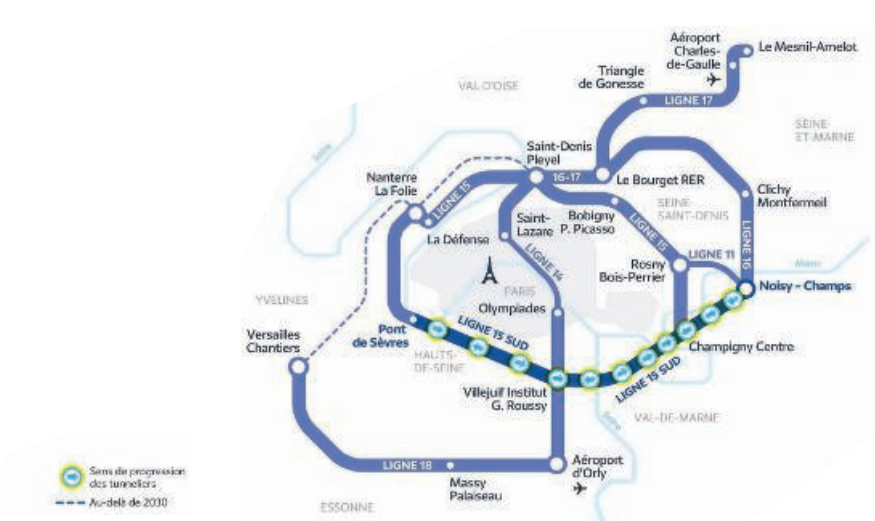 Aéroport
Charles-
de-Gaulle
Le Mesnil-Amelot
Triangle
de Gonesse
LIGNE 17
VAL-D'OISE
SEINE-
ET-MARNE
Seine
Saint-Denis
Pleyel
16-17
Le Bourget RER
Nanterre
La Folie
LIGNE 15
Clichy
Montfermeil
SEINE-
SAINT-DENIS
Saint-
Lazare
Bobigny
P. Picasso
La Défense
LIGNE 15
LIGNE 16
LIGNE 14
LIGNE 11
Rosny
Bois-Perrier
Marne
Noisy - Champs
PARIS
YVELINES
Olympiades
Pont
de Sèvres
LIGNE 15 SUD
Versailles
Chantiers
HAUTS-
DE-SEINE
Champigny Centre
LIGNE 15 SUD
Villejuif Institut
G. Roussy
VAL-DE-MARNE
Seine
Aéroport
d'Orly
LIGNE 18
Massy
Palaiseau
ESSONNE
Sens de progression
des tunneliers
Au-delà de 2030